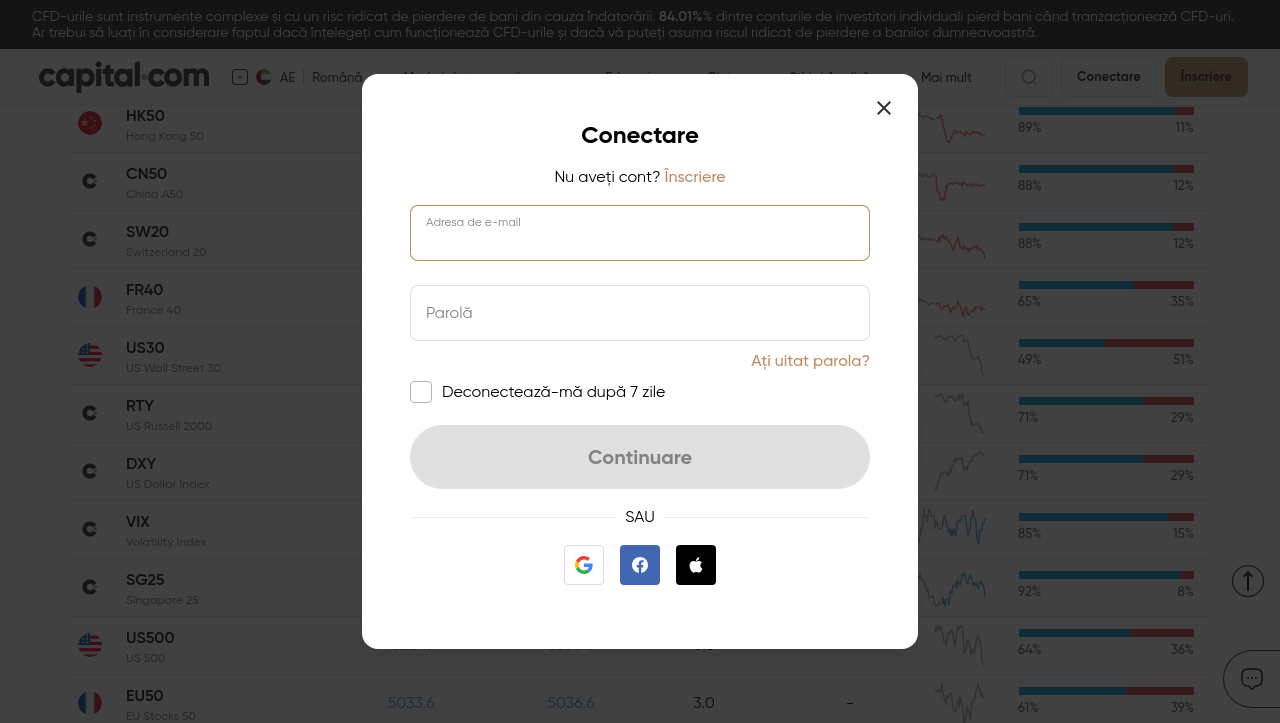 CFD-urile sunt instrumente complexe și cu un risc ridicat de pierdere de bani din cauza îndatorării. 84.01%% dintre conturile de investitori individuali pierd bani când tranzacționează CFD-uri.
Ar trebui să luați în considerare faptul dacă înțelegeți cum funcționează CFD-urile și dacă vă puteți asuma riscul ridicat de pierdere a banilor dumneavoastră.
capital.com
AE
Română
Mai mult
Conectare
Înscriere
HK50
Hong Kong 50
89%
11%
CN50
China A50
88%
12%
SW20
Switzerland 20
88%
12%
FR40
France 40
65%
35%
US30
US Wall Street 30
49%
51%
RTY
US Russell 2000
71%
29%
DXY
US Dollar Index
71%
29%
VIX
Volatility Index
85%
15%
SG25
Singapore 25
92%
8%
US500
US 500
64%
36%
EU50
EU Stocks 50
5033.6
5036.6
3.0
-
61%
39%
Conectare
Nu aveți cont? Înscriere
Adresa de e-mail
Parolă
Ați uitat parola?
Deconectează-mă după 7 zile
Continuare
SAU